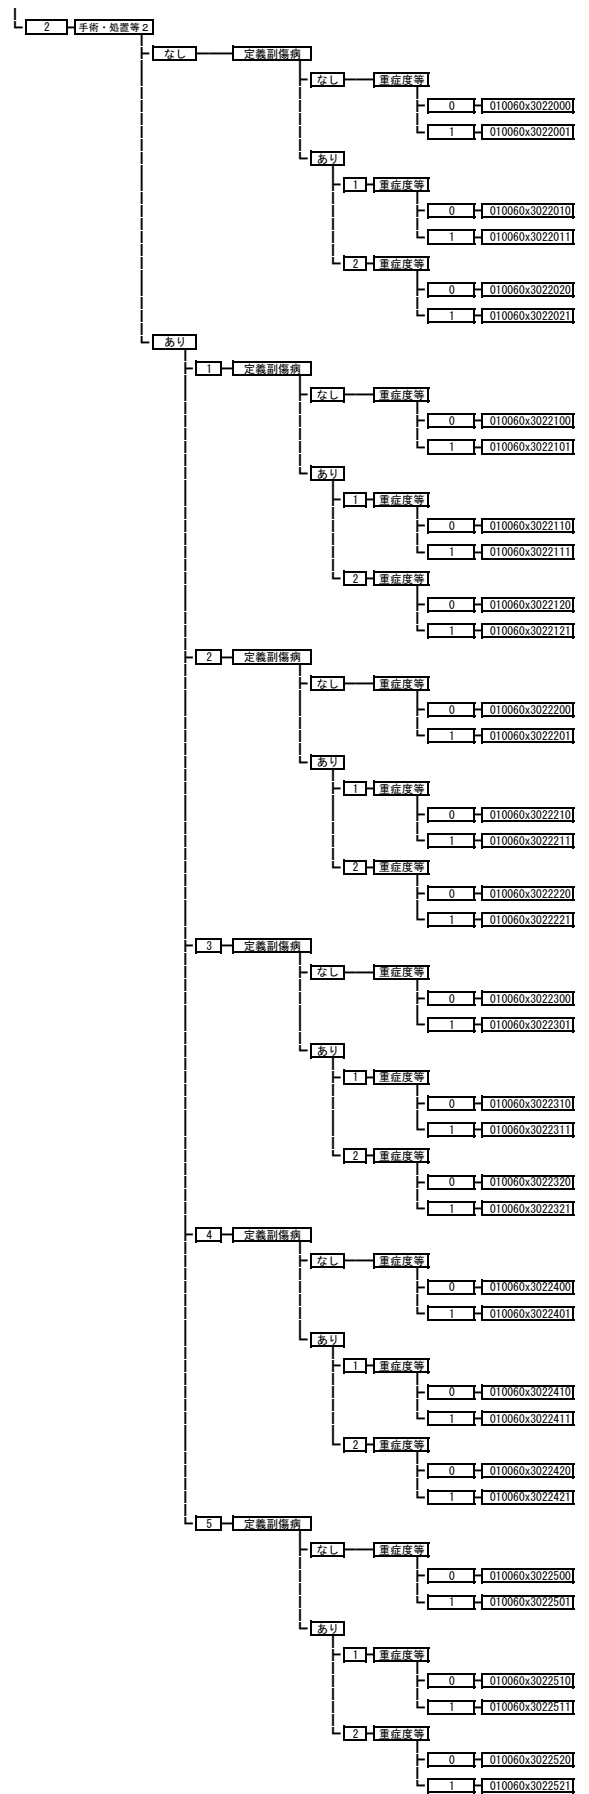 2 手術・処置等２
なし 定義副傷病
なし 重症度等
0 010060x3022000
1 010060x3022001
あり
1 重症度等
0 010060x3022010
1 010060x3022011
2 重症度等
0 010060x3022020
1 010060x3022021
あり
1 定義副傷病
なし 重症度等
0 010060x3022100
1 010060x3022101
あり
1 重症度等
0 010060x3022110
1 010060x3022111
2 重症度等
0 010060x3022120
1 010060x3022121
2 定義副傷病
なし 重症度等
0 010060x3022200
1 010060x3022201
あり
1 重症度等
0 010060x3022210
1 010060x3022211
2 重症度等
0 010060x3022220
1 010060x3022221
3 定義副傷病
なし 重症度等
0 010060x3022300
1 010060x3022301
あり
1 重症度等
0 010060x3022310
1 010060x3022311
2 重症度等
0 010060x3022320
1 010060x3022321
4 定義副傷病
なし 重症度等
0 010060x3022400
1 010060x3022401
あり
1 重症度等
0 010060x3022410
1 010060x3022411
2 重症度等
0 010060x3022420
1 010060x3022421
5 定義副傷病
なし 重症度等
0 010060x3022500
1 010060x3022501
あり
1 重症度等
0 010060x3022510
1 010060x3022511
2 重症度等
0 010060x3022520
1 010060x3022521